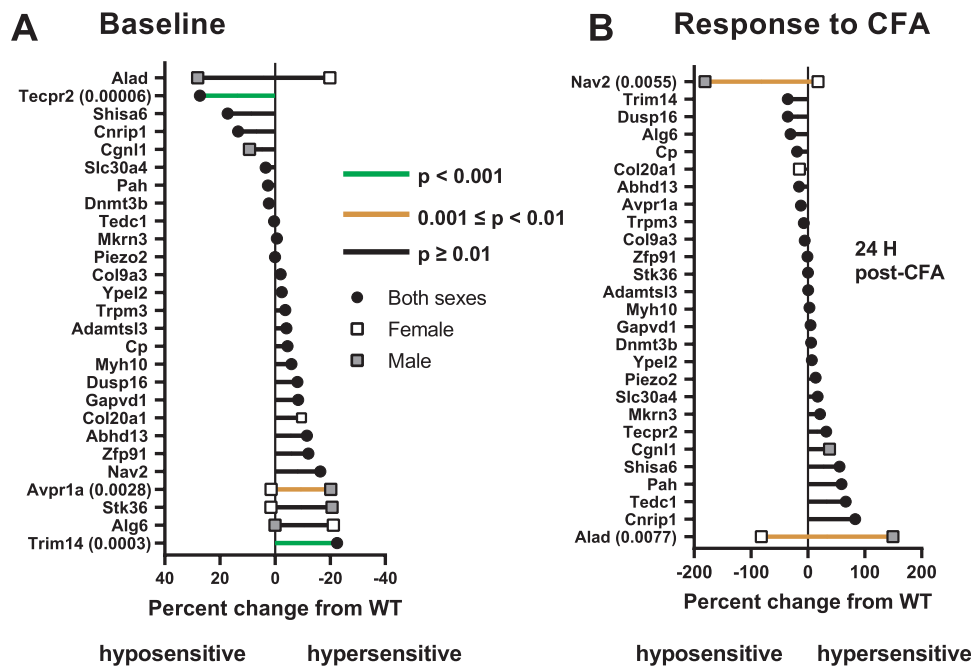 A
Baseline
Alad
Tecpr2 (0.00006)
Shisa6
Cnrip1
Cgnl1
Slc30a4
Pah
Dnmt3b
Tedc1
Mkrn3
Piezo2
Col9a3
Ypel2
Trpm3
Adamtsl3
Cp
Myh10
Dusp16
Gapvd1
Col20a1
Abhd13
Zfp91
Nav2
Avpr1a (0.0028)
Stk36
Alg6
Trim14 (0.0003)
40 20 0 -20 -40
Percent change from WT
hyposensitive hypersensitive
p < 0.001
0.001 ≤ p < 0.01
p ≥ 0.01
Both sexes
Female
Male
B
Response to CFA
Nav2 (0.0055)
Trim14
Dusp16
Alg6
Cp
Col20a1
Abhd13
Avpr1a
Trpm3
Col9a3
Zfp91
Stk36
Adamtsl3
Myh10
Gapvd1
Dnmt3b
Ypel2
Piezo2
Slc30a4
Mkrn3
Tecpr2
Cgnl1
Shisa6
Pah
Tedc1
Cnrip1
Alad (0.0077)
24 H
post-CFA
-200 -100 0 100 200
Percent change from WT
hyposensitive hypersensitive